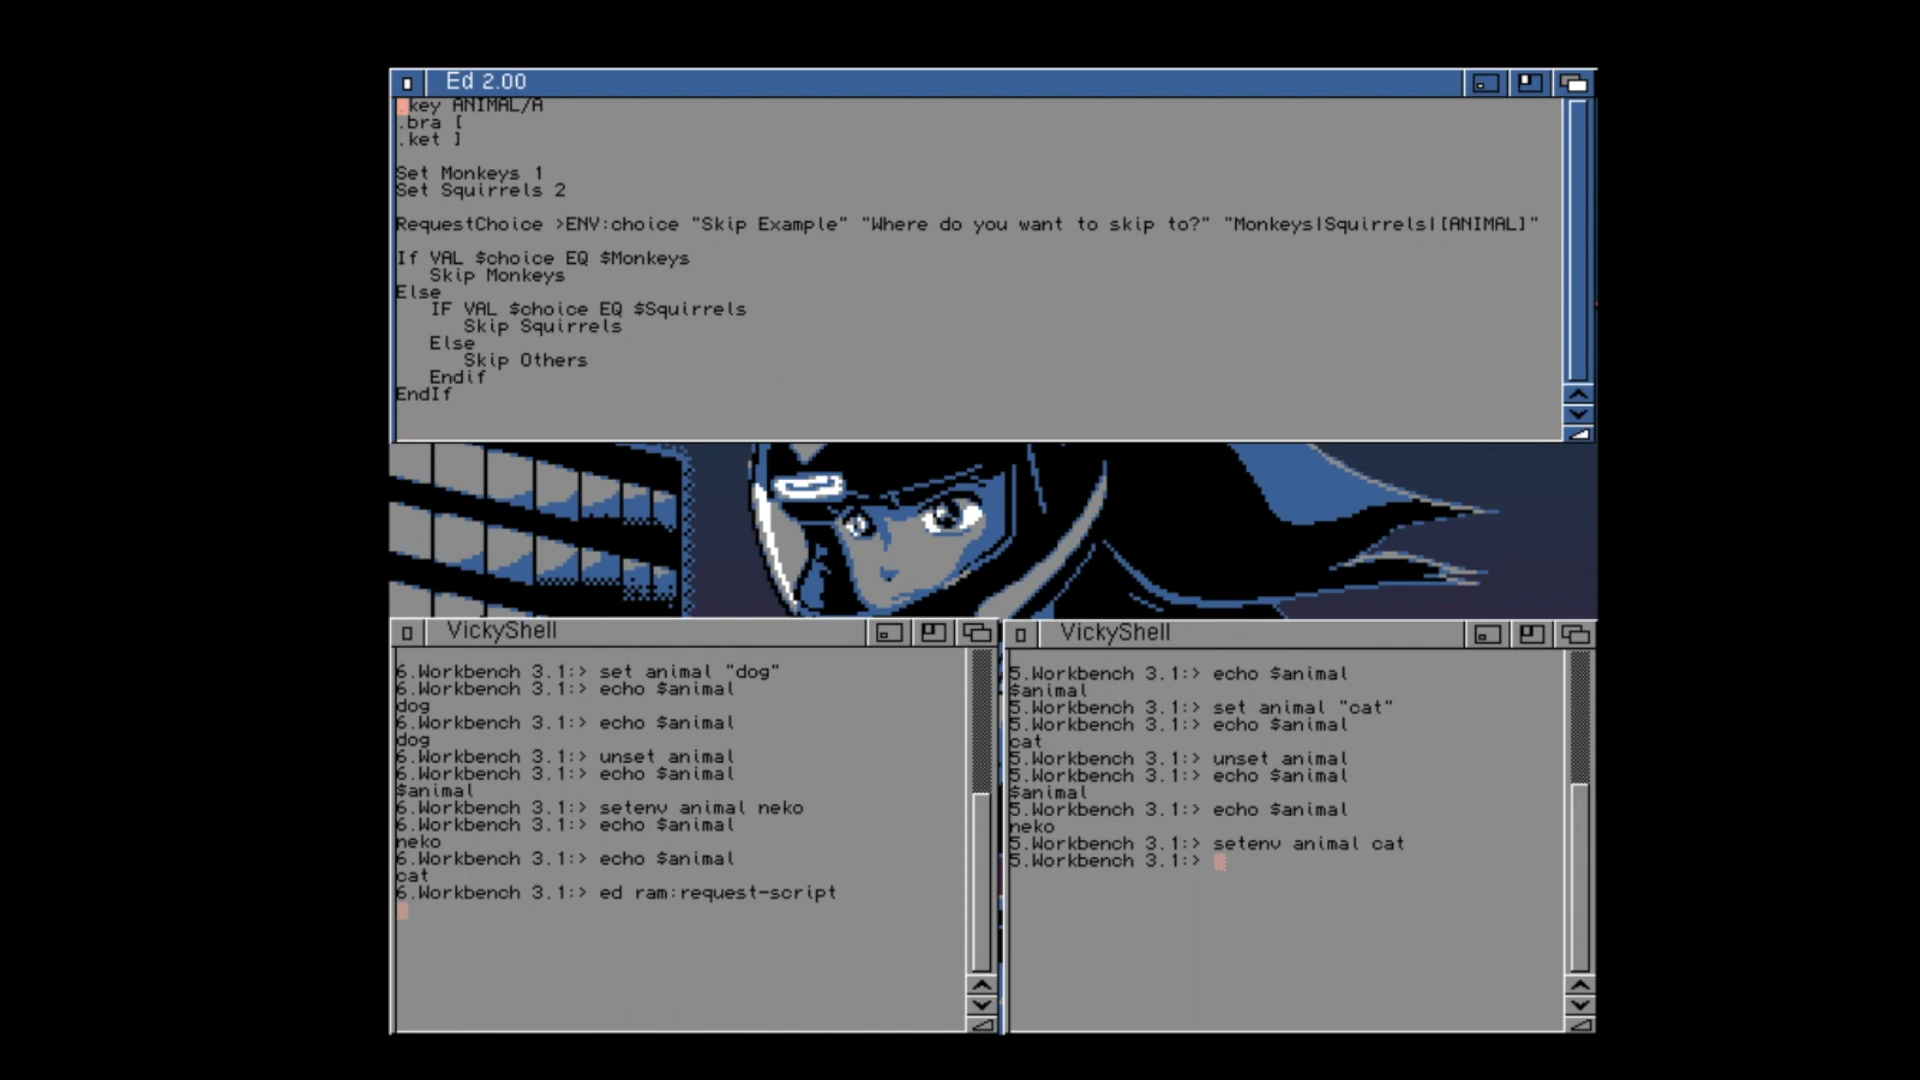 Ed 2.00
.key ANIMAL/A
.bra [
.ket ]
Set Monkeys 1
Set Squirrels 2
RequestChoice >ENV:choice "Skip Example" "Where do you want to skip to?" "Monkeys|Squirrels|[ANIMAL]"
If VAL $choice EQ $Monkeys
Skip Monkeys
Else
IF VAL $choice EQ $Squirrels
Skip Squirrels
Else
Skip Others
Endif
EndIf
VickyShell
6.Workbench 3.1:> set animal "dog"
6.Workbench 3.1:> echo $animal
dog
6.Workbench 3.1:> echo $animal
dog
6.Workbench 3.1:> unset animal
6.Workbench 3.1:> echo $animal
$animal
6.Workbench 3.1:> setenv animal neko
6.Workbench 3.1:> echo $animal
neko
6.Workbench 3.1:> echo $animal
cat
6.Workbench 3.1:> ed ram:request-script
VickyShell
5.Workbench 3.1:> echo $animal
$animal
5.Workbench 3.1:> set animal "cat"
5.Workbench 3.1:> echo $animal
cat
5.Workbench 3.1:> unset animal
5.Workbench 3.1:> echo $animal
$animal
5.Workbench 3.1:> echo $animal
neko
5.Workbench 3.1:> setenv animal cat
5.Workbench 3.1:>